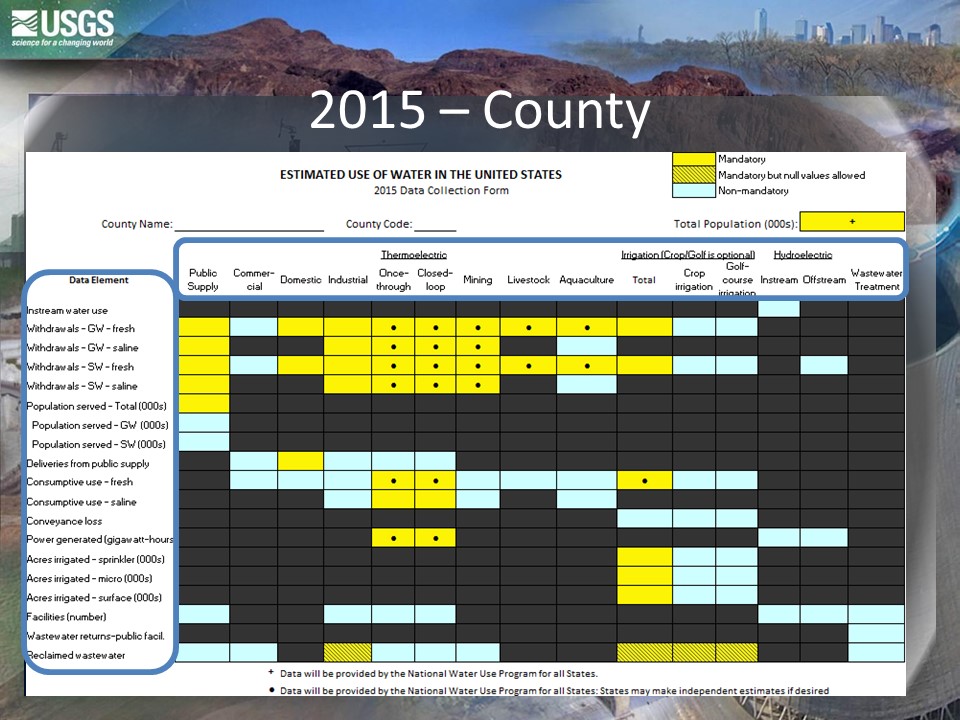 USGS
science for a changing world
2015 – County
Mandatory
ESTIMATED USE OF WATER IN THE UNITED STATES
Mandatory but null values allowed
2015 Data Collection Form
Non-mandatory
County Name: County Code: Total Population (000s): +
Thermoelectric Irrigation (Crop/Golf is optional) Hydroelectric
Data Element Public Supply Commer-cial Domestic Industrial Once-through Closed-loop Mining Livestock Aquaculture Total Crop irrigation Golf-course irrigation Instream Offstream Wastewater Treatment
Instream water use
Withdrawals - GW - fresh • • • • •
Withdrawals - GW - saline • • •
Withdrawals - SW - fresh • • • • •
Withdrawals - SW - saline • • •
Population served - Total (000s)
Population served - GW (000s)
Population served - SW (000s)
Deliveries from public supply
Consumptive use - fresh • • •
Consumptive use - saline
Conveyance loss
Power generated (gigawatt-hours • •
Acres irrigated - sprinkler (000s)
Acres irrigated - micro (000s)
Acres irrigated - surface (000s)
Facilities (number)
Wastewater returns-public facil.
Reclaimed wastewater
+ Data will be provided by the National Water Use Program for all States.
• Data will be provided by the National Water Use Program for all States: States may make independent estimates if desired